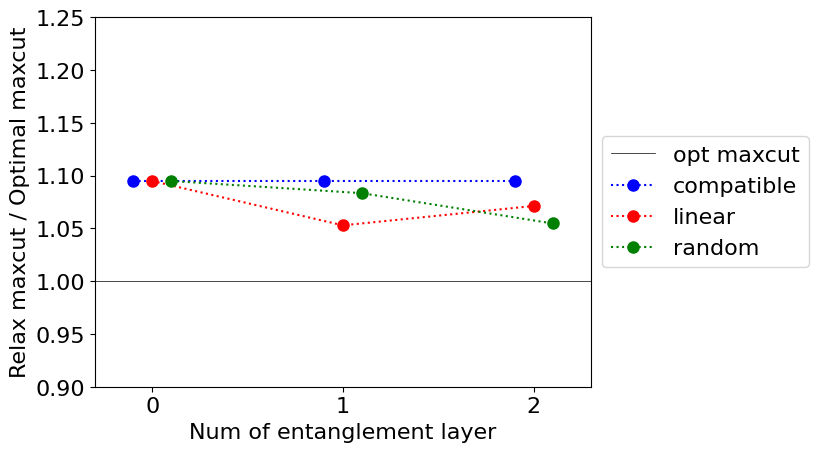 Relax maxcut / Optimal maxcut
1.25
1.20
1.15
1.10
1.05
1.00
0.95
0.90
0
1
2
Num of entanglement layer
opt maxcut
compatible
linear
random